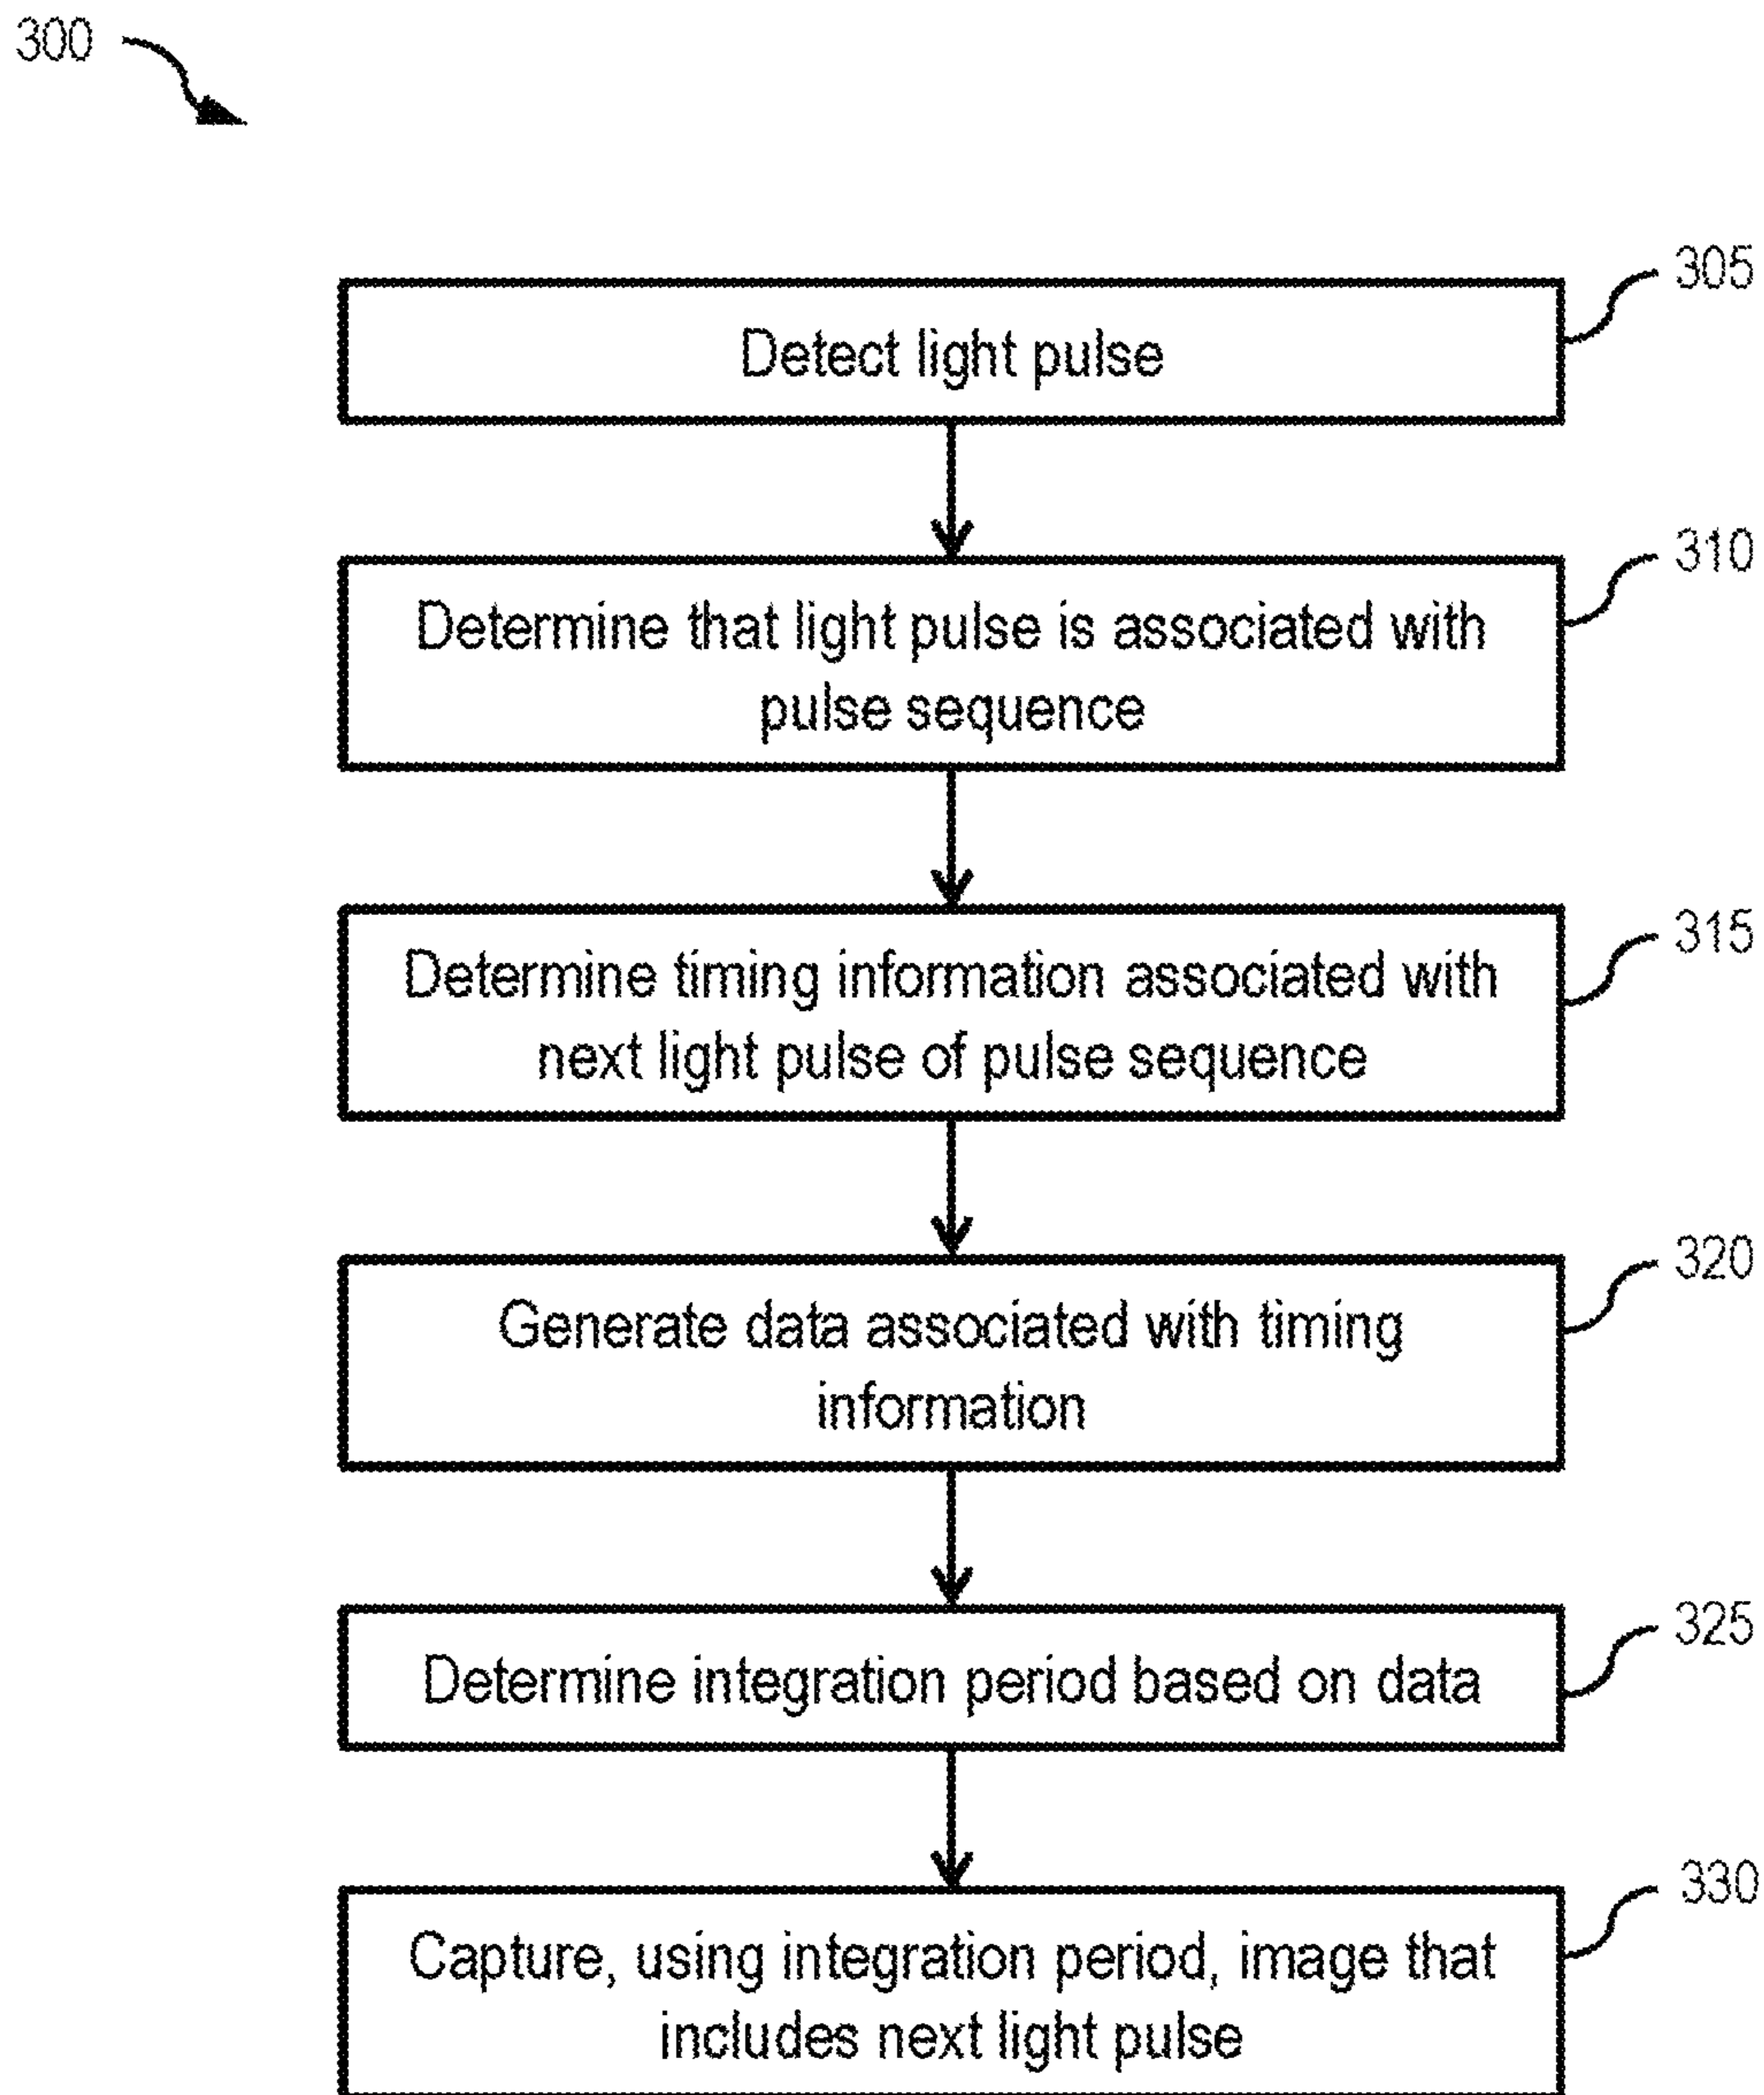 300
305
Detect light pulse
310
Determine that light pulse is associated with
pulse sequence
315
Determine timing information associated with
next light pulse of pulse sequence
320
Generate data associated with timing
information
325
Determine integration period based on data
330
Capture, using integration period, image that
includes next light pulse